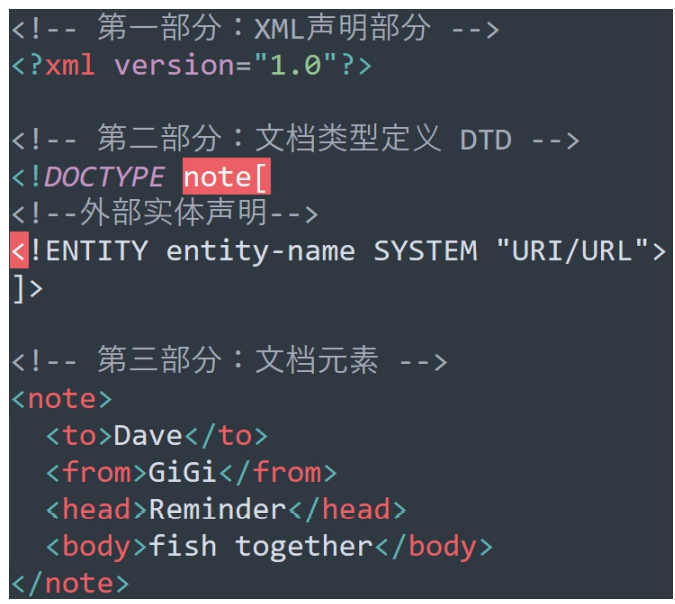 <!-- 第一部分：XML声明部分 -->
<?xml version="1.0"?>
<!-- 第二部分：文档类型定义 DTD -->
<!DOCTYPE note[
<!--外部实体声明-->
<!ENTITY entity-name SYSTEM "URI/URL">
]>
<!-- 第三部分：文档元素 -->
<note>
<to>Dave</to>
<from>GiGi</from>
<head>Reminder</head>
<body>fish together</body>
</note>